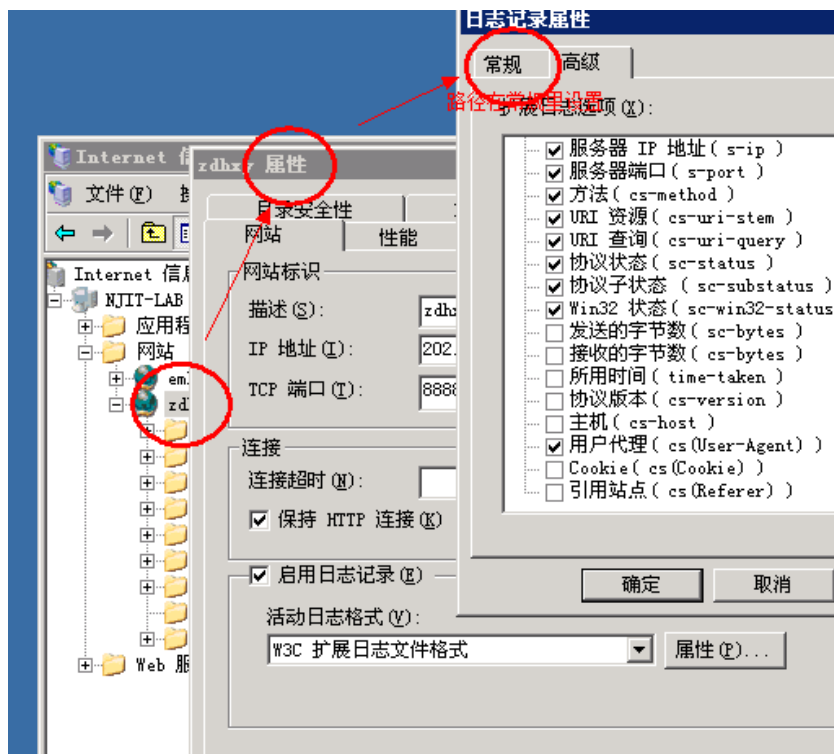 日志记录属性
常规
高级
路径在常规里设置
扩展日志选项(X):
服务器 IP 地址( s-ip )
服务器端口( s-port )
方法( cs-method )
URI 资源( cs-uri-stem )
URI 查询( cs-uri-query )
协议状态( sc-status )
协议子状态 ( sc-substatus )
Win32 状态( sc-win32-status
发送的字节数( sc-bytes )
接收的字节数( cs-bytes )
所用时间( time-taken )
协议版本( cs-version )
主机( cs-host )
用户代理( cs(User-Agent) )
Cookie( cs(Cookie) )
引用站点( cs(Referer) )
确定
取消
Internet
文件(F)
Internet 信息
NJIT-LAB
应用程
网站
Web 服
属性
目录安全性
网站
性能
网站标识
描述(S):
IP 地址(I):
202.
TCP 端口(T):
8888
连接
连接超时(N):
保持 HTTP 连接(K)
启用日志记录(E)
活动日志格式(V):
W3C 扩展日志文件格式
属性(P)...